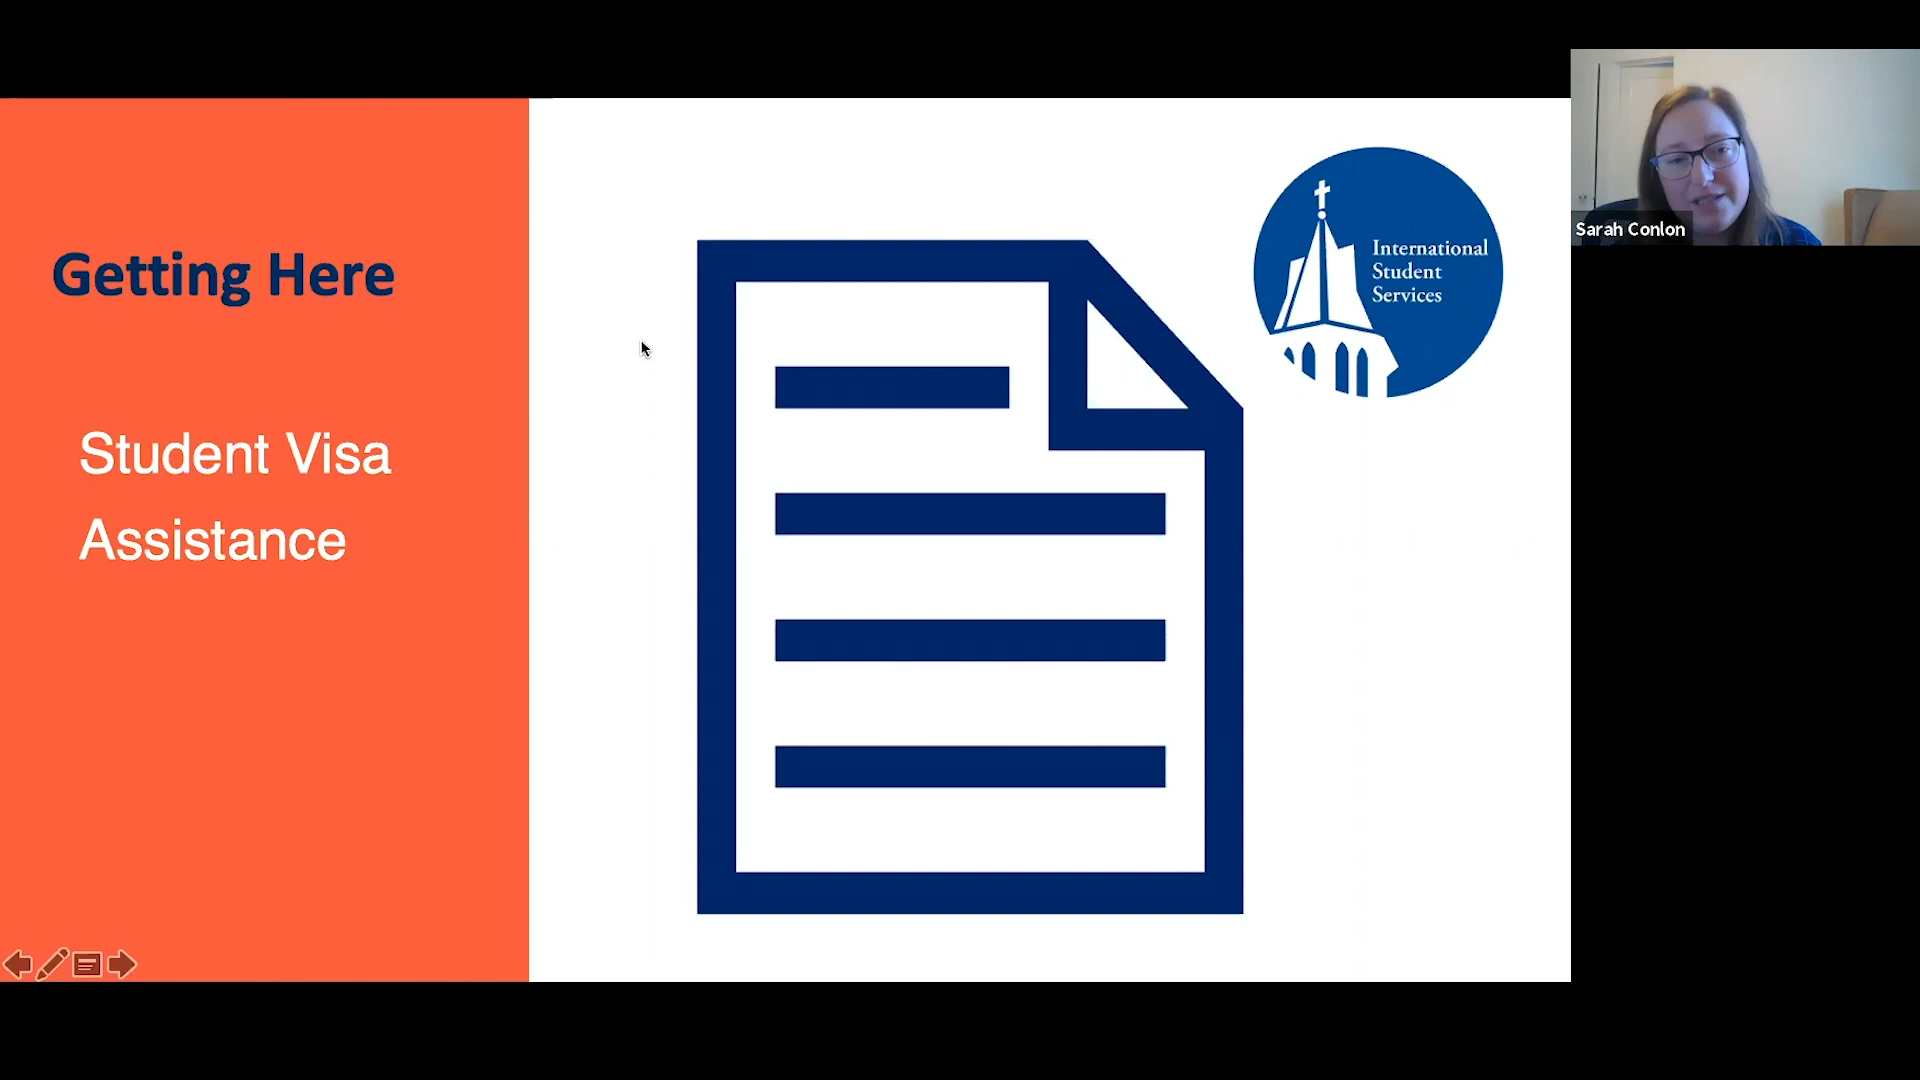 Getting Here
Student Visa
Assistance
International
Student
Services
Sarah Conlon